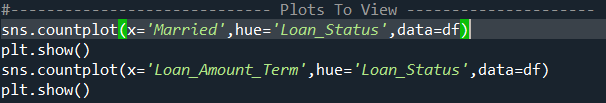 #---------------------------- Plots To View --------------------
sns.countplot(x='Married',hue='Loan_Status',data=df)
plt.show()
sns.countplot(x='Loan_Amount_Term',hue='Loan_Status',data=df)
plt.show()